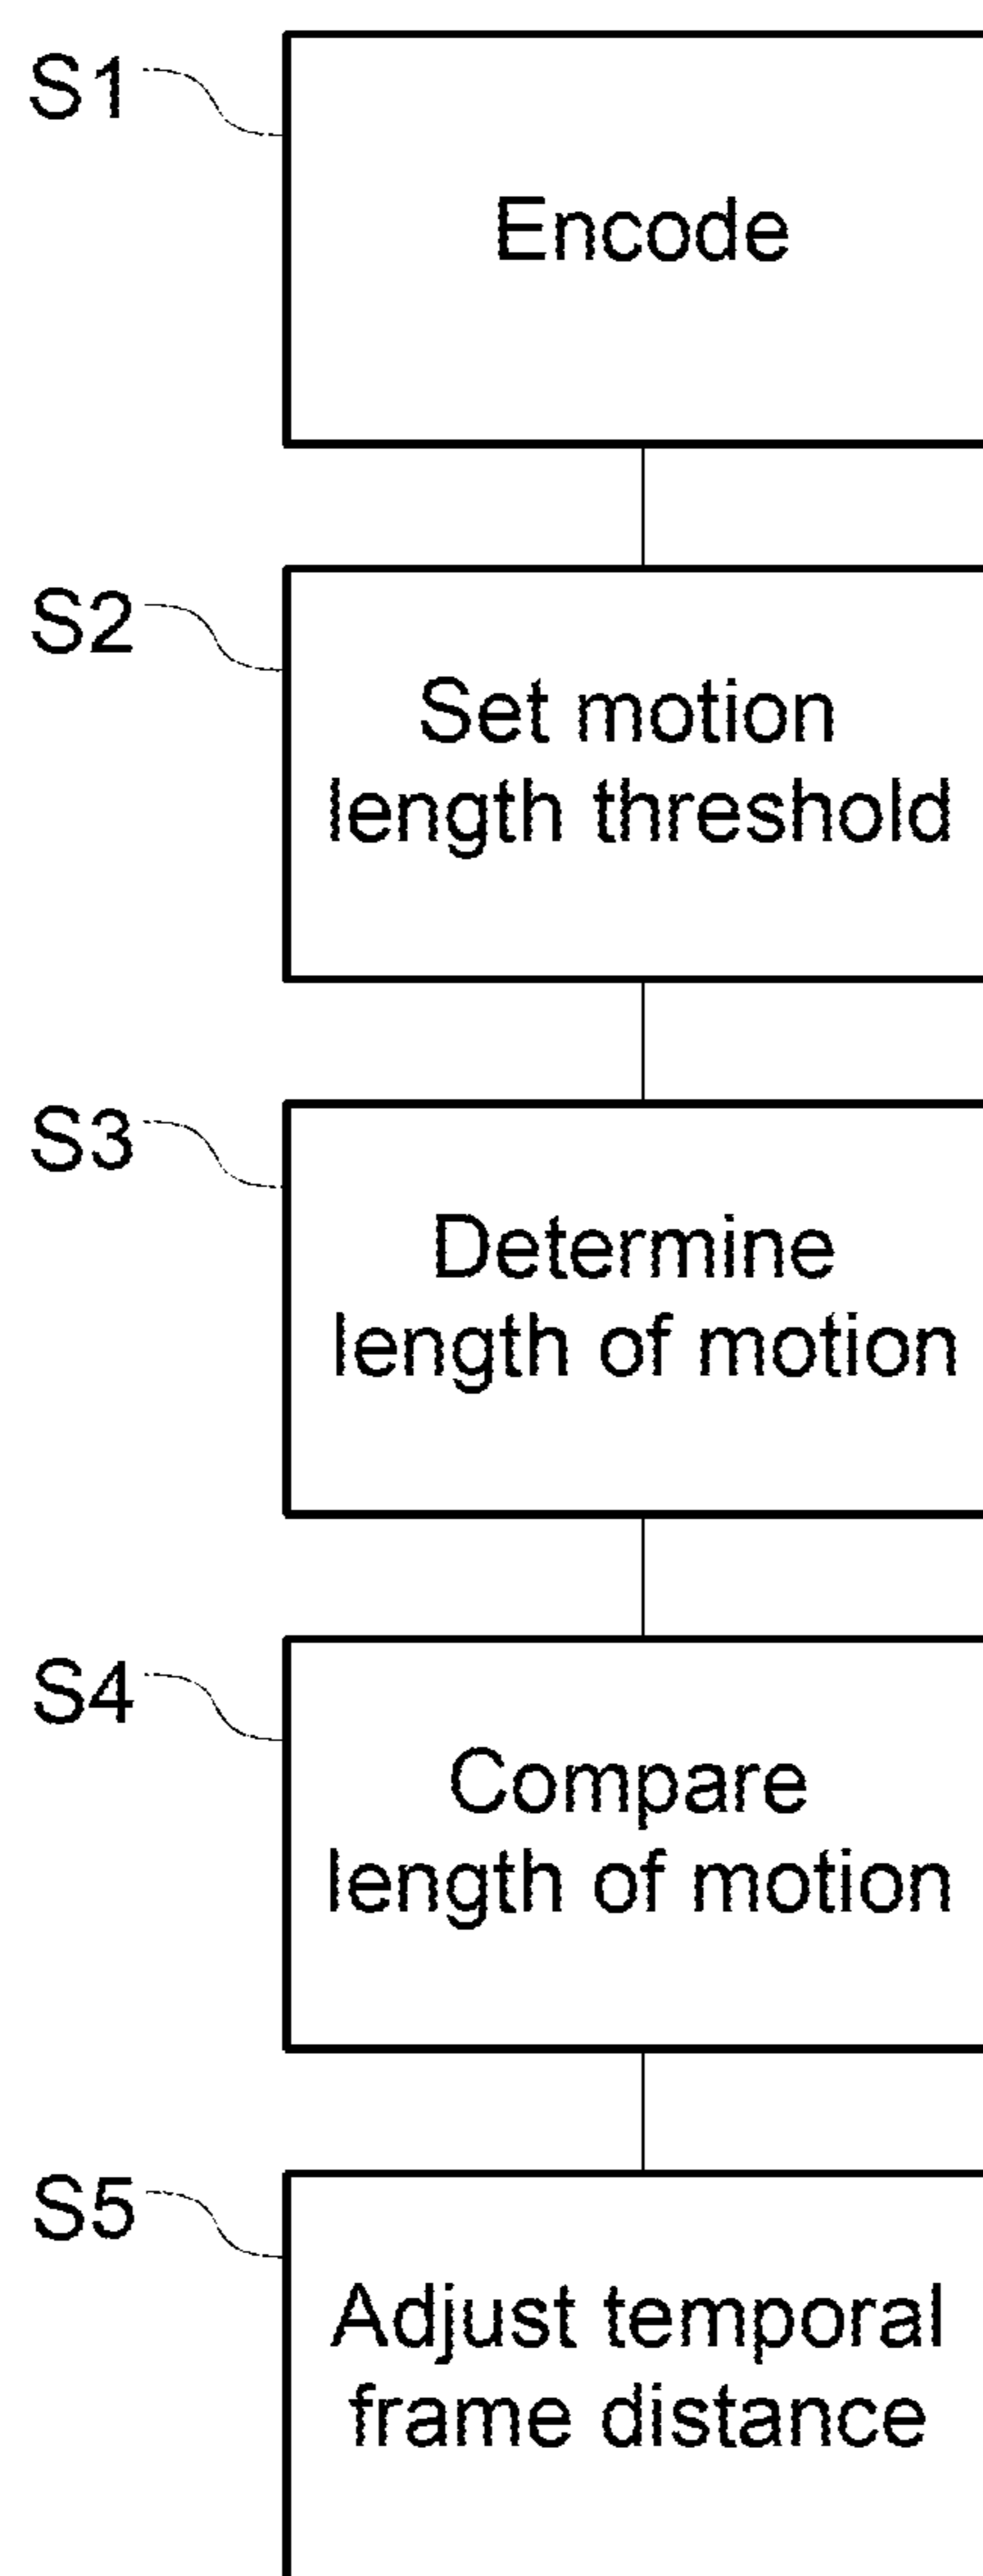 S1
Encode
S2
Set motion
length threshold
S3
Determine
length of motion
S4
Compare
length of motion
S5
Adjust temporal
frame distance